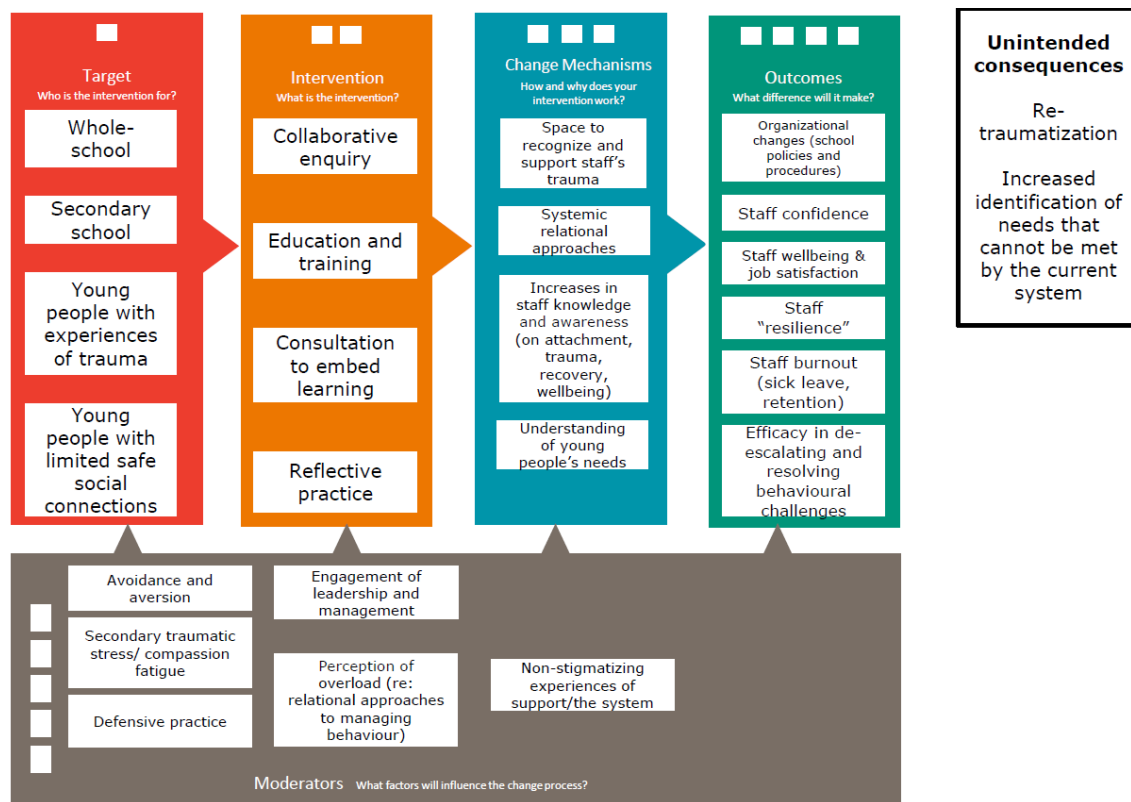 Target
Who is the intervention for?
Whole-
school
Secondary
school
Young
people with
experiences
of trauma
Young
people with
limited safe
social
connections
Intervention
What is the intervention?
Collaborative
enquiry
Education and
training
Consultation
to embed
learning
Reflective
practice
Change Mechanisms
How and why does your
intervention work?
Space to
recognize and
support staff's
trauma
Systemic
relational
approaches
Increases in
staff knowledge
and awareness
(on attachment,
trauma,
recovery,
wellbeing)
Understanding
of young
people's needs
Outcomes
What difference will it make?
Organizational
changes (school
policies and
procedures)
Staff confidence
Staff wellbeing &
job satisfaction
Staff
“resilience”
Staff burnout
(sick leave,
retention)
Efficacy in de-
escalating and
resolving
behavioural
challenges
Unintended
consequences
Re-
traumatization
Increased
identification of
needs that
cannot be met
by the current
system
Avoidance and
aversion
Secondary traumatic
stress/ compassion
fatigue
Defensive practice
Engagement of
leadership and
management
Perception of
overload (re:
relational approaches
to managing
behaviour)
Non-stigmatizing
experiences of
support/the system
Moderators What factors will influence the change process?